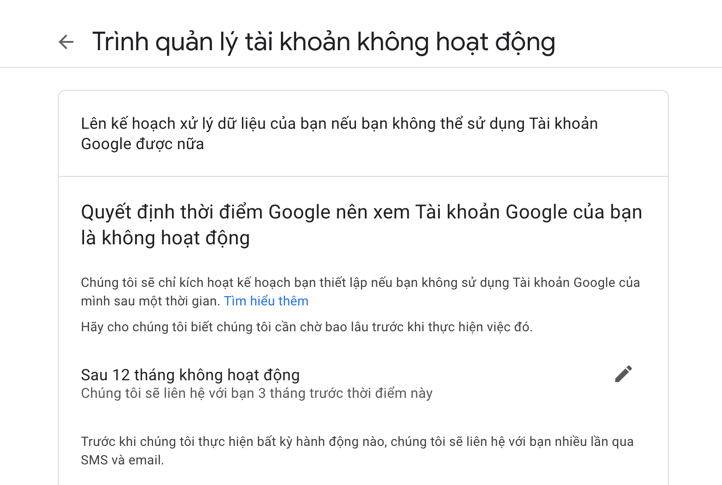 Trình quản lý tài khoản không hoạt động
Lên kế hoạch xử lý dữ liệu của bạn nếu bạn không thể sử dụng Tài khoản
Google được nữa
Quyết định thời điểm Google nên xem Tài khoản Google của bạn
là không hoạt động
Chúng tôi sẽ chỉ kích hoạt kế hoạch bạn thiết lập nếu bạn không sử dụng Tài khoản Google của
mình sau một thời gian. Tìm hiểu thêm
Hãy cho chúng tôi biết chúng tôi cần chờ bao lâu trước khi thực hiện việc đó.
Sau 12 tháng không hoạt động
Chúng tôi sẽ liên hệ với bạn 3 tháng trước thời điểm này
Trước khi chúng tôi thực hiện bất kỳ hành động nào, chúng tôi sẽ liên hệ với bạn nhiều lần qua
SMS và email.